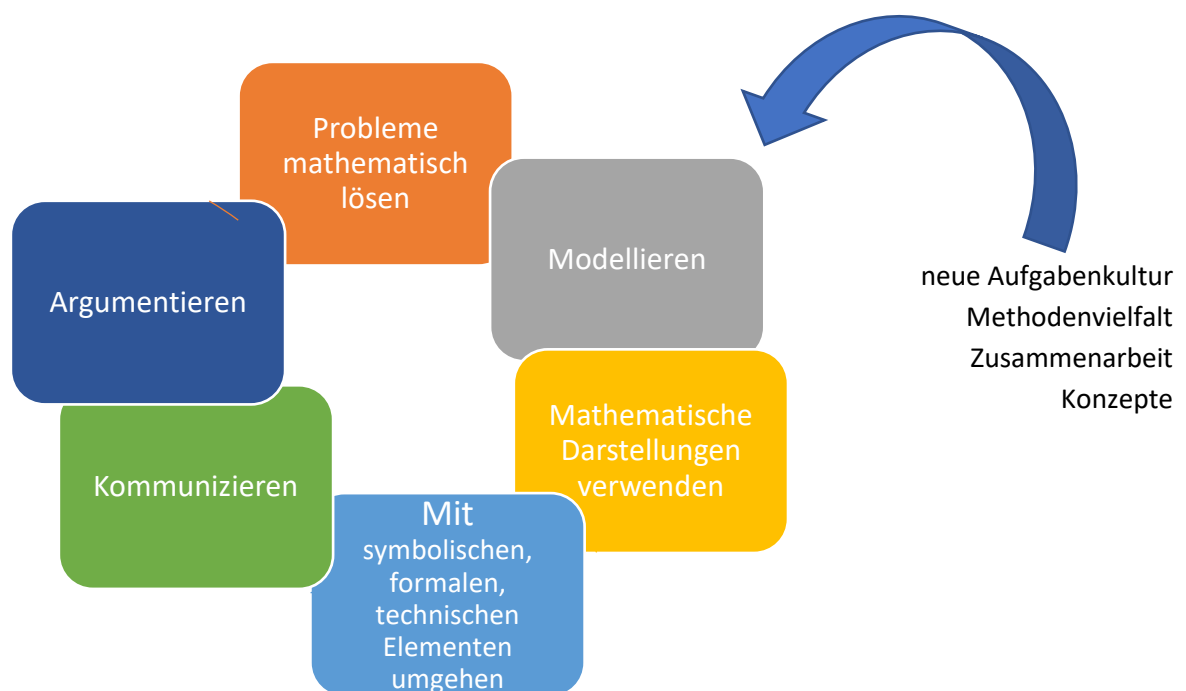 Probleme
mathematisch
lösen
Modellieren
Argumentieren
neue Aufgabenkultur
Methodenvielfalt
Zusammenarbeit
Konzepte
Mathematische
Darstellungen
verwenden
Kommunizieren
Mit
symbolischen,
formalen,
technischen
Elementen
umgehen